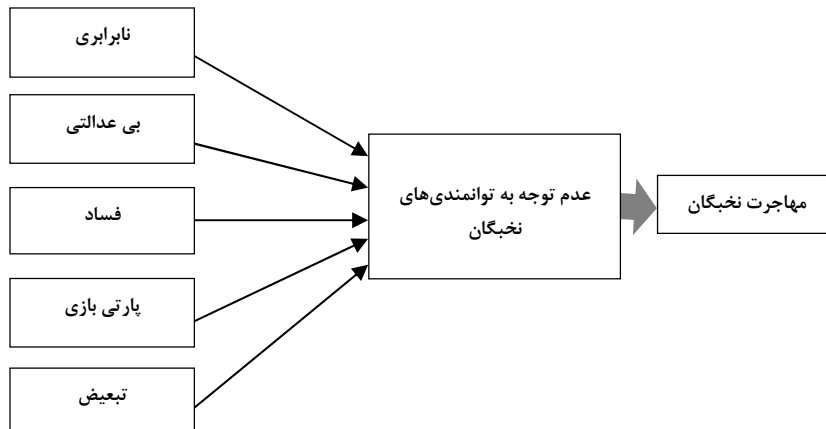 نابرابری
بی عدالتی
فساد
پارتی بازی
تبعیض
عدم توجه به توانمندی‌های
نخبگان
مهاجرت نخبگان